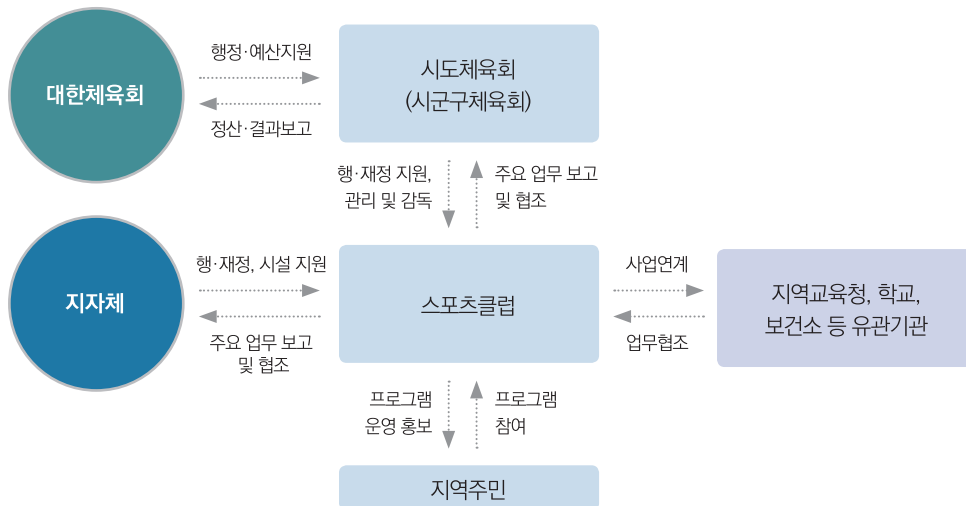 대한체육회
행정·예산지원
정산·결과보고
시도체육회
(시군구체육회)
행·재정 지원,
관리 및 감독
주요 업무 보고
및 협조
지자체
행·재정, 시설 지원
주요 업무 보고
및 협조
스포츠클럽
사업연계
업무협조
지역교육청, 학교,
보건소 등 유관기관
프로그램
운영 홍보
프로그램
참여
지역주민